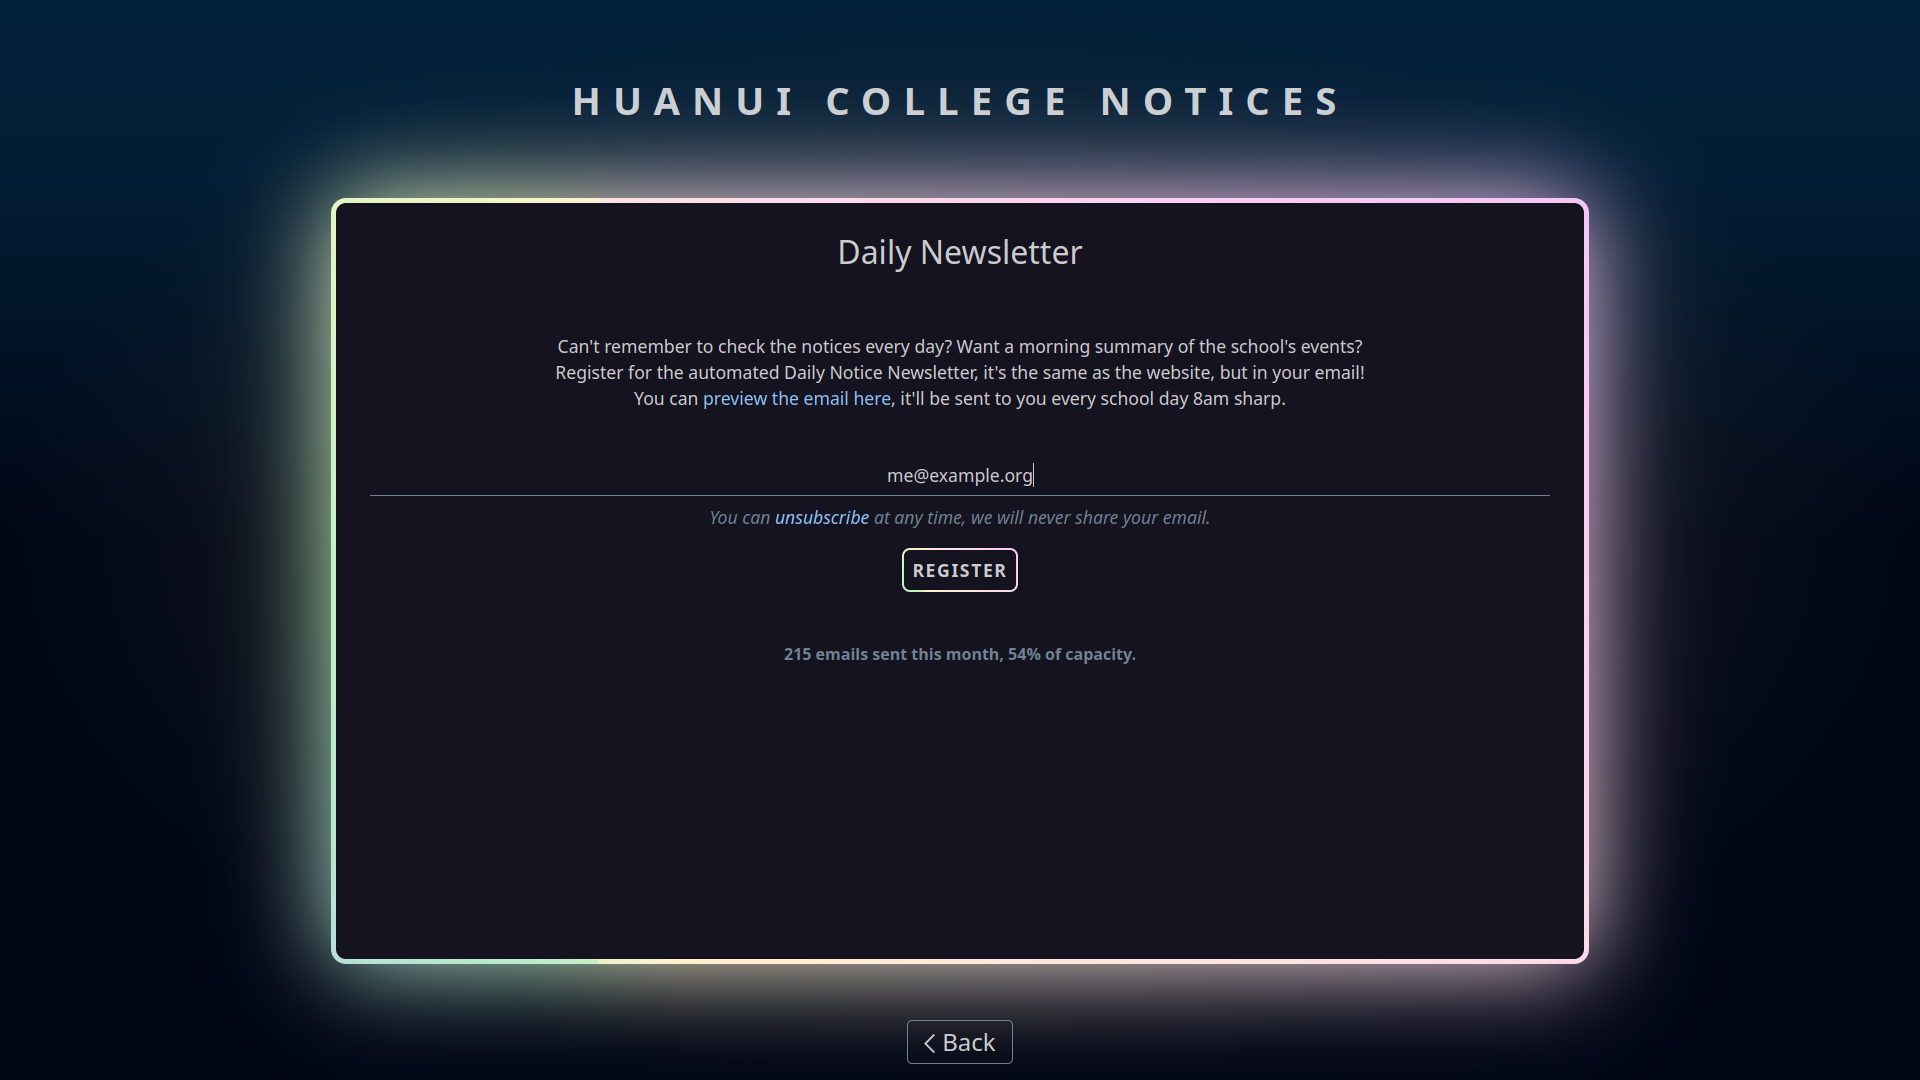 HUANUI COLLEGE NOTICES
Daily Newsletter
Can't remember to check the notices every day? Want a morning summary of the school's events?
Register for the automated Daily Notice Newsletter, it's the same as the website, but in your email!
You can preview the email here, it'll be sent to you every school day 8am sharp.
me@example.org
You can unsubscribe at any time, we will never share your email.
REGISTER
215 emails sent this month, 54% of capacity.
Back